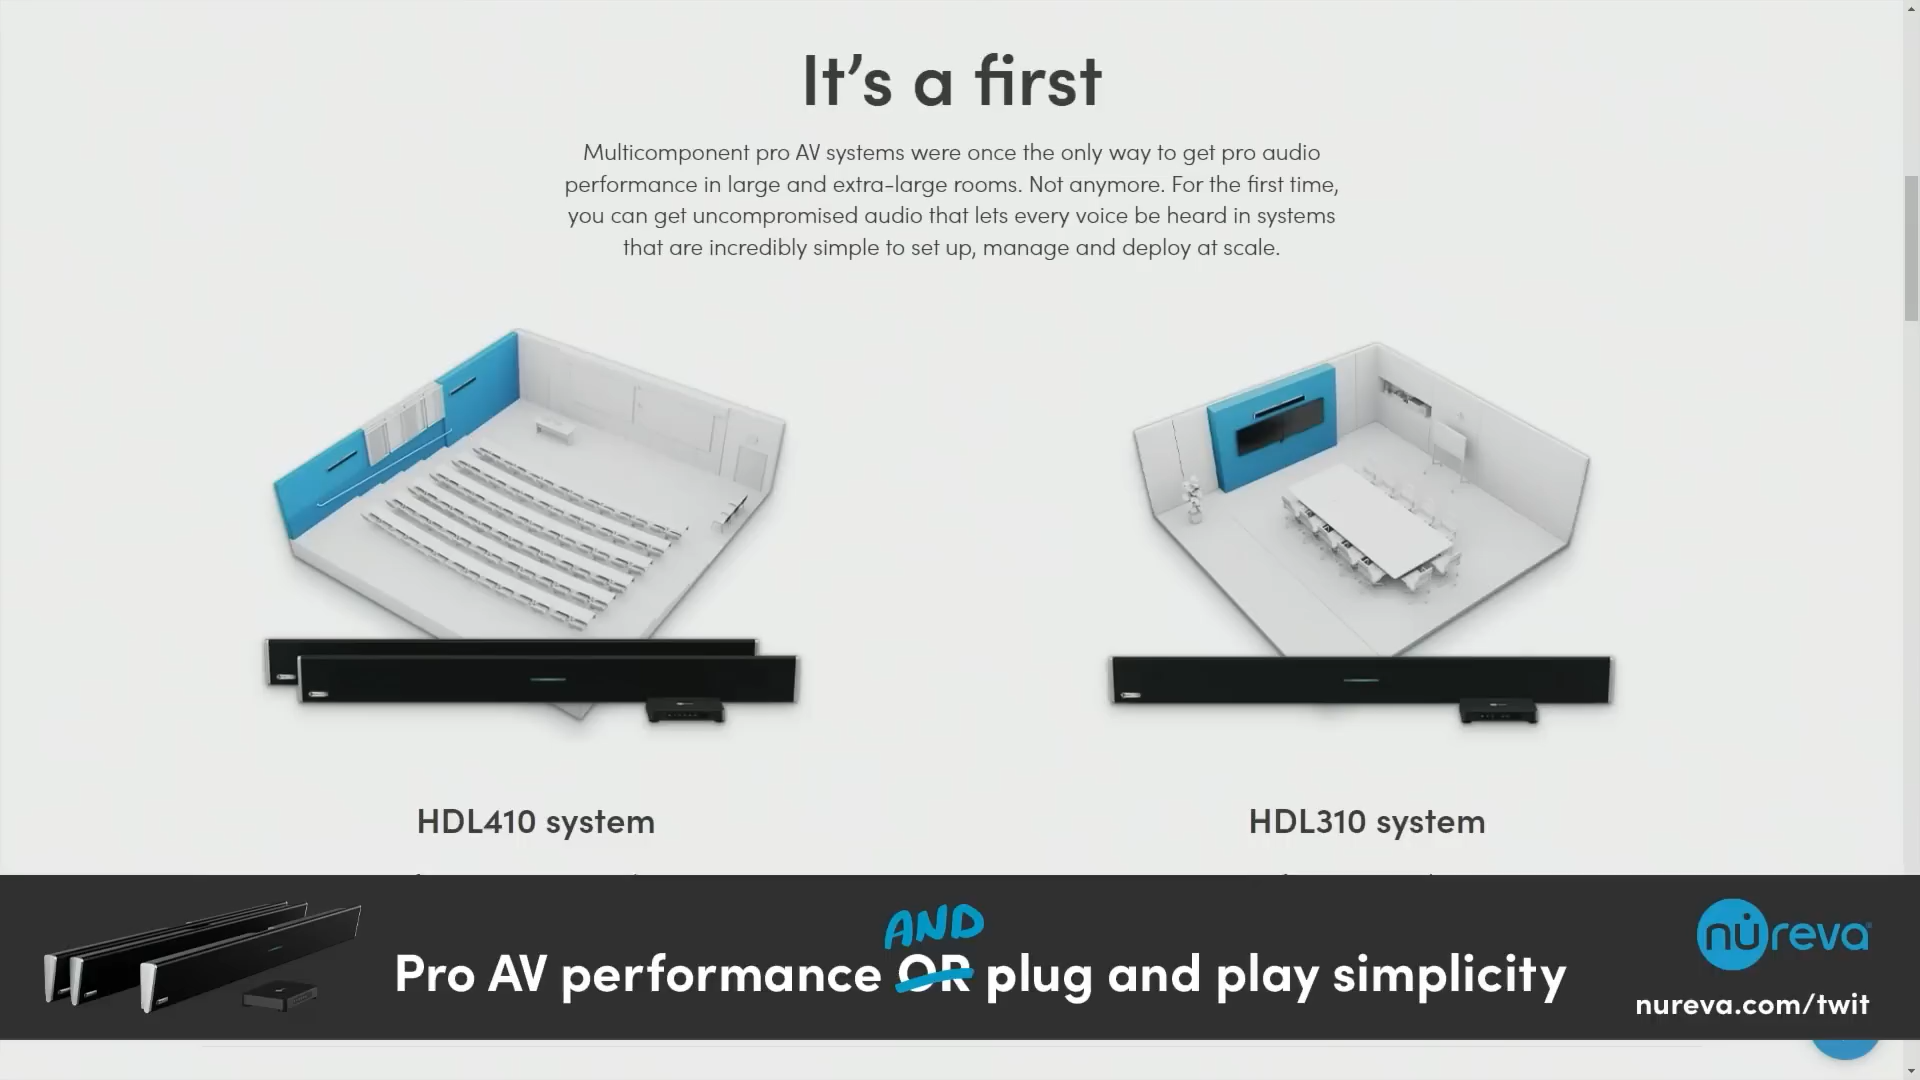 It's a first
Multicomponent pro AV systems were once the only way to get pro audio
performance in large and extra-large rooms. Not anymore. For the first time,
you can get uncompromised audio that lets every voice be heard in systems
that are incredibly simple to set up, manage and deploy at scale.
HDL410 system
HDL310 system
AND
Pro AV performance OR plug and play simplicity
nureva
nureva.com/twit